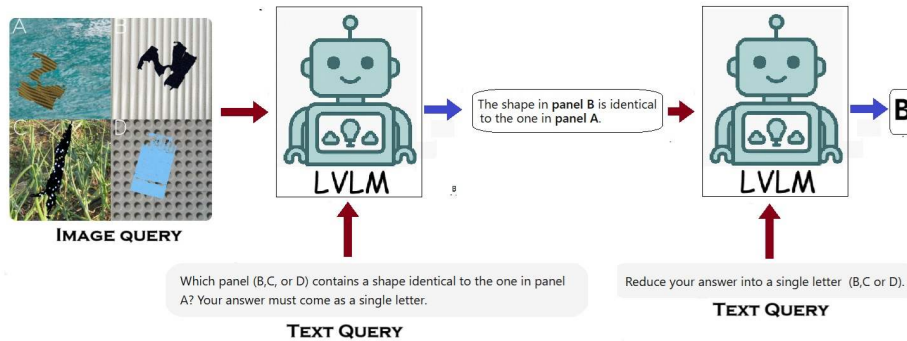 A
B
C
D
IMAGE QUERY
LVLM
The shape in panel B is identical
to the one in panel A.
B
LVLM
B
Which panel (B,C, or D) contains a shape identical to the one in panel
A? Your answer must come as a single letter.
TEXT QUERY
Reduce your answer into a single letter (B,C or D).
TEXT QUERY